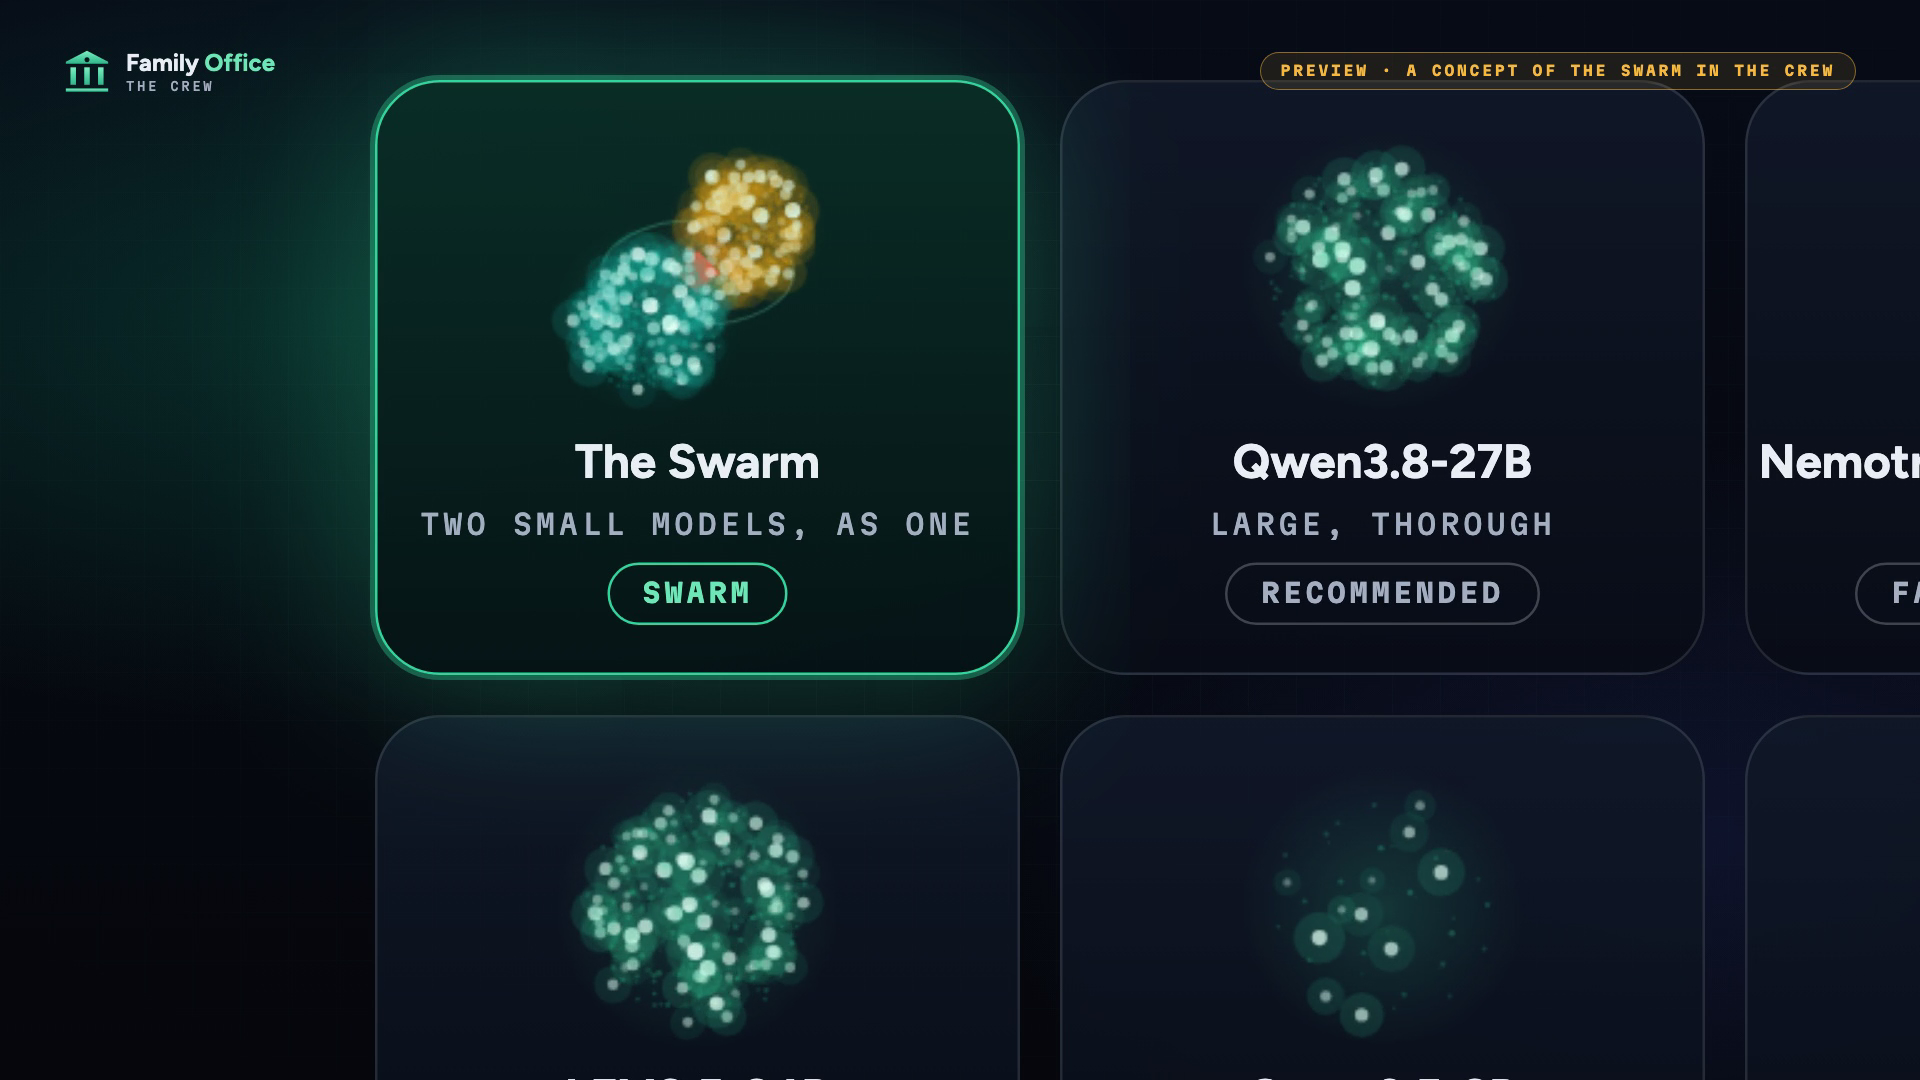 Family Office
THE CREW
PREVIEW · A CONCEPT OF THE SWARM IN THE CREW
The Swarm
TWO SMALL MODELS, AS ONE
SWARM
Qwen3.8-27B
LARGE, THOROUGH
RECOMMENDED